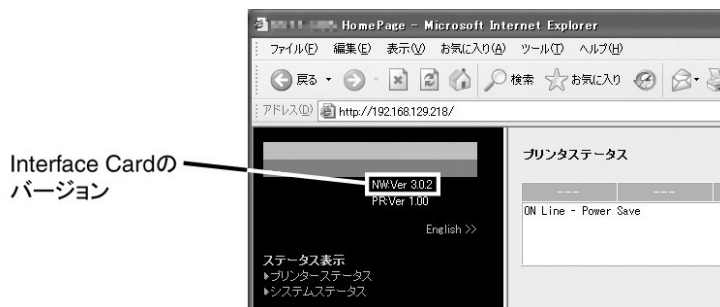 HomePage - Microsoft Internet Explorer
ファイル(F) 編集(E) 表示(V) お気に入り(A) ツール(T) ヘルプ(H)
戻る 検索 お気に入り
アドレス(D) http://192.168.129.218/
Interface Cardの
バージョン
NW:Ver 3.0.2
PR:Ver 1.00
English >>
ステータス表示
プリンターステータス
システムステータス
プリンタステータス
--- ---
ON Line - Power Save